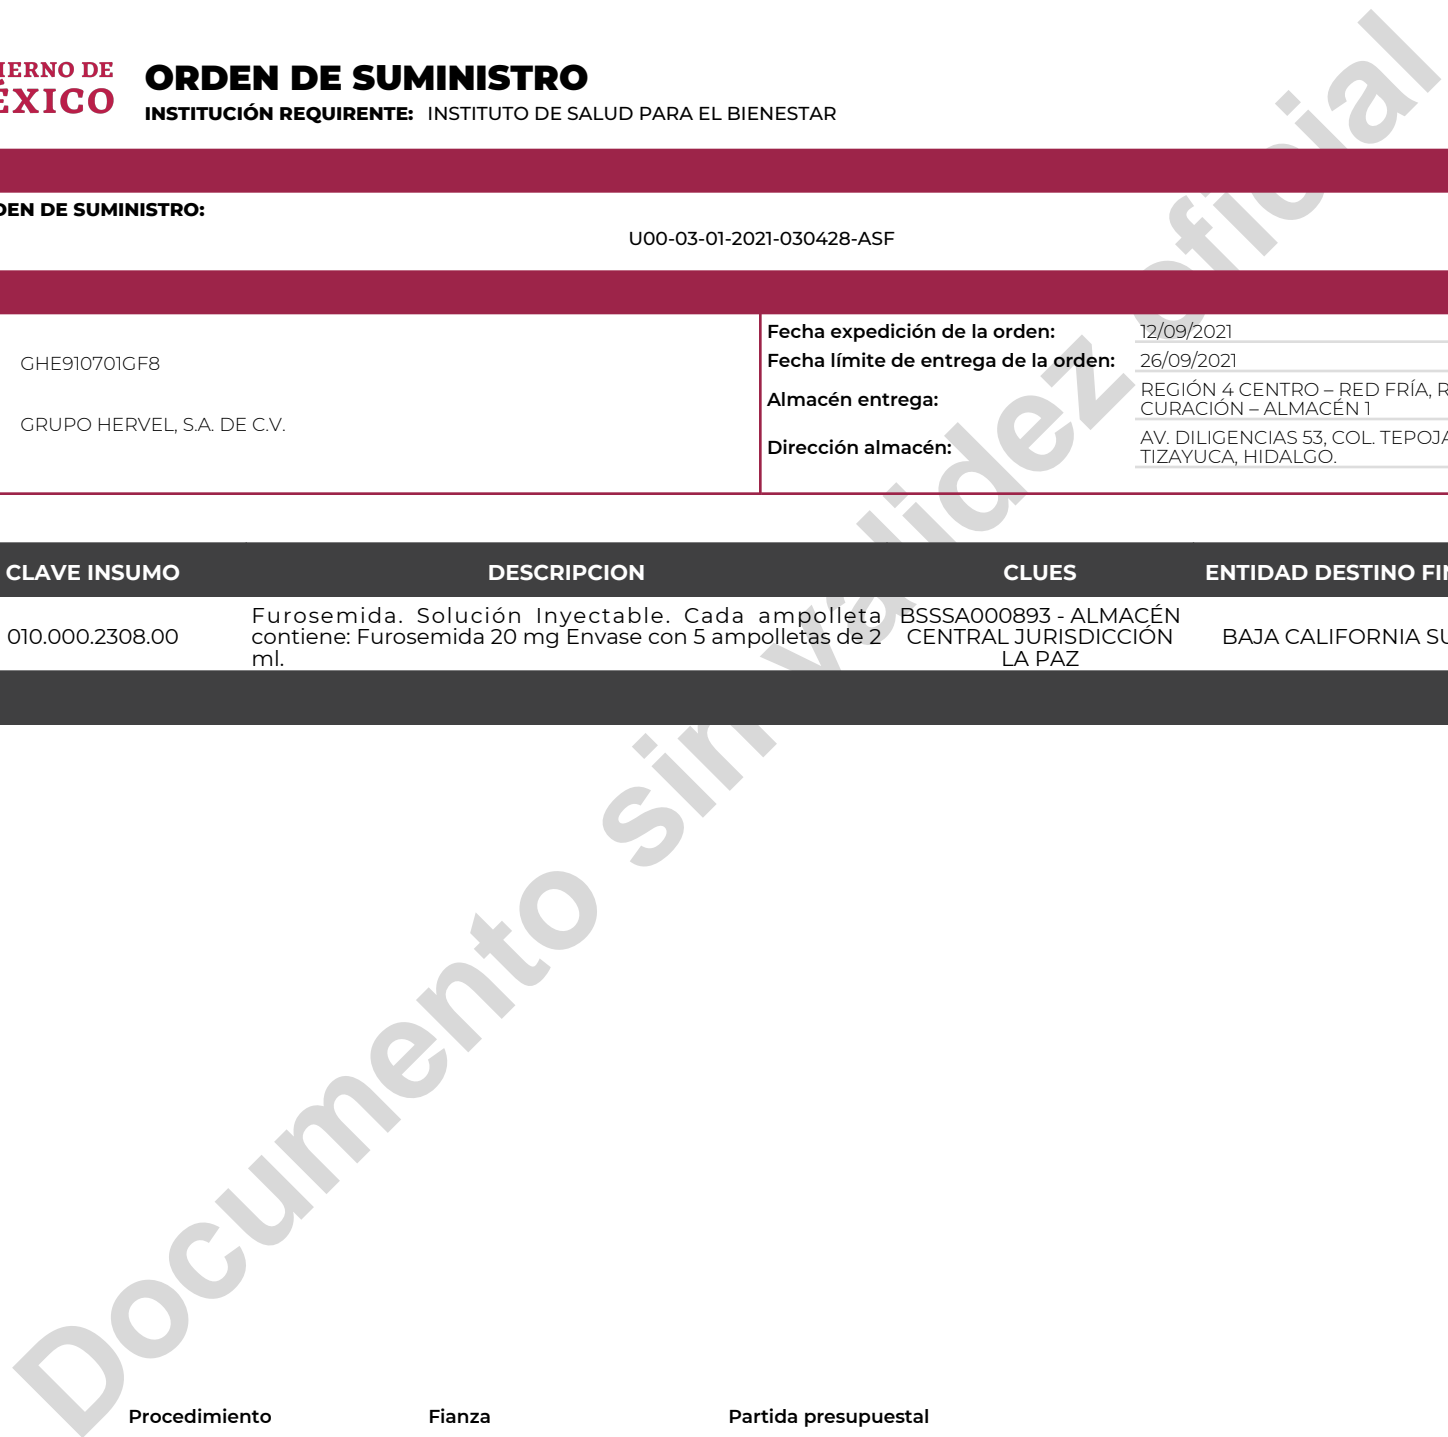 IERNO DE
ÉXICO
ORDEN DE SUMINISTRO
INSTITUCIÓN REQUIRENTE: INSTITUTO DE SALUD PARA EL BIENESTAR
DEN DE SUMINISTRO:
U00-03-01-2021-030428-ASF
GHE910701GF8
GRUPO HERVEL, S.A. DE C.V.
Fecha expedición de la orden: 12/09/2021
Fecha límite de entrega de la orden: 26/09/2021
Almacén entrega: REGIÓN 4 CENTRO – RED FRÍA, R
CURACIÓN – ALMACÉN 1
Dirección almacén: AV. DILIGENCIAS 53, COL. TEPOJA
TIZAYUCA, HIDALGO.
CLAVE INSUMO DESCRIPCION CLUES ENTIDAD DESTINO FIN
010.000.2308.00
Furosemida. Solución Inyectable. Cada ampolleta
contiene: Furosemida 20 mg Envase con 5 ampolletas de 2
ml.
BSSSA000893 - ALMACÉN
CENTRAL JURISDICCIÓN
LA PAZ
BAJA CALIFORNIA SU
Documento sin validez oficial
Procedimiento Fianza Partida presupuestal